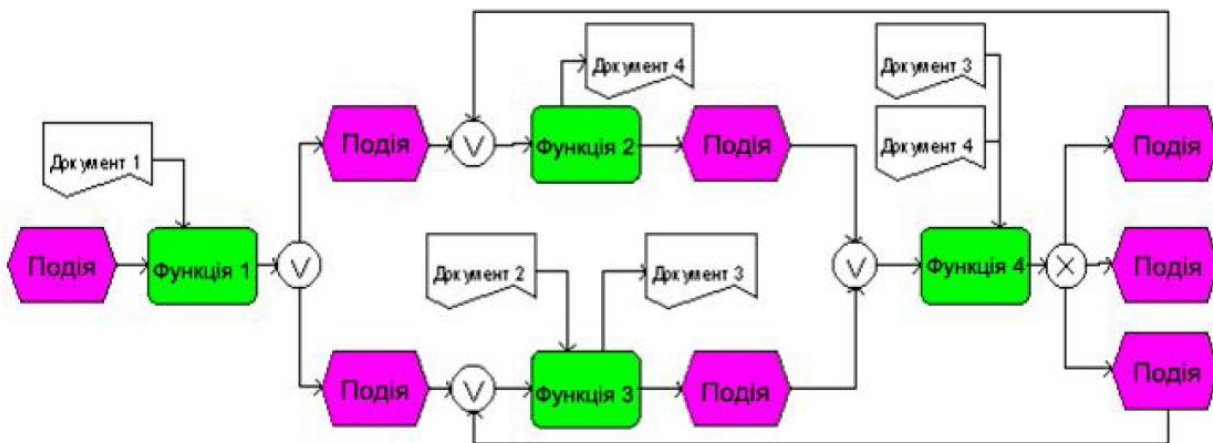 Документ 4
Документ 3
Подія
V
Функція 2
Подія
Документ 4
Подія
Документ 1
Подія
Функція 1
V
Документ 2
Документ 3
V
Функція 4
X
Подія
Подія
V
Функція 3
Подія
Подія